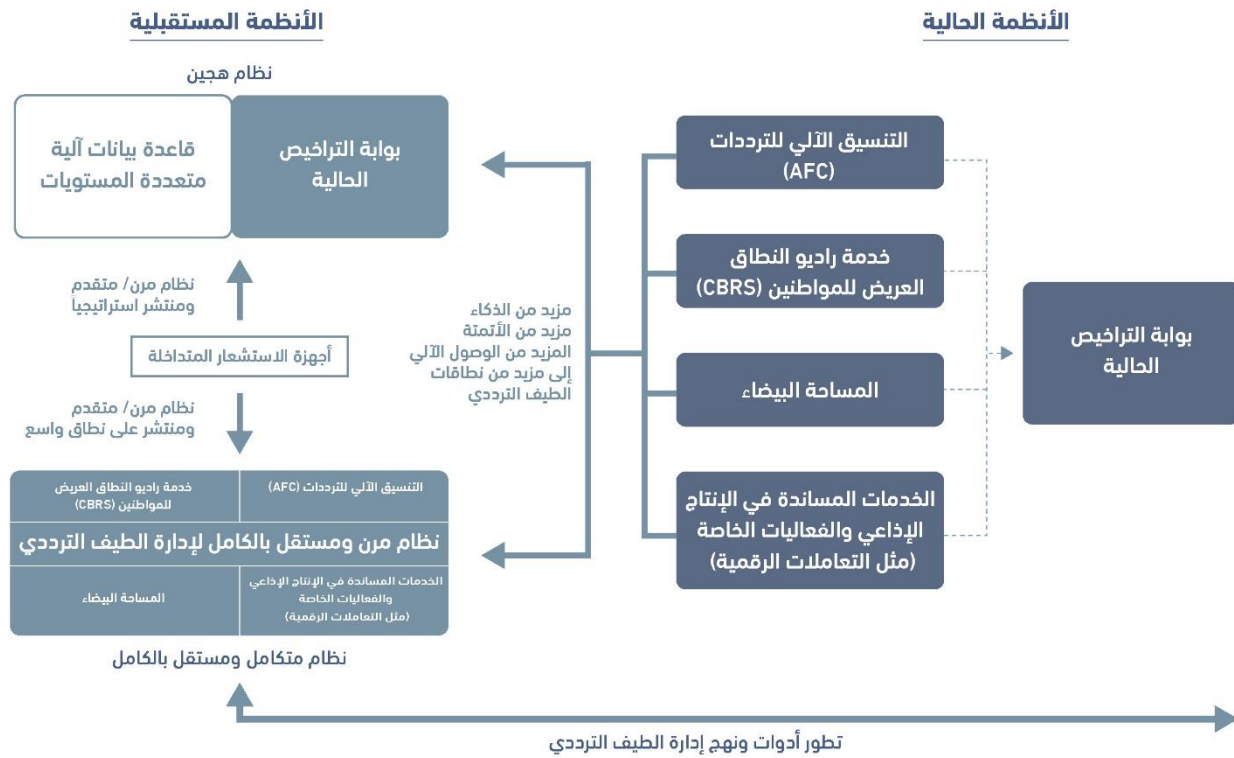 الأنظمة الحالية
التنسيق الآلي للترددات
(AFC)
خدمة راديو النطاق
العريض للمواطنين (CBRS)
المساحة البيضاء
الخدمات المساندة في الإنتاج
الإذاعي والفعاليات الخاصة
(مثل التعاملات الرقمية)
بوابة التراخيص
الحالية
مزيد من الذكاء
مزيد من الأتمتة
المزيد من الوصول الآلي
إلى مزيد من نطاقات
الطيف الترددي
الأنظمة المستقبلية
نظام هجين
بوابة التراخيص
الحالية
قاعدة بيانات آلية
متعددة المستويات
نظام مرن/ متقدم
ومنتشر استراتيجياً
أجهزة الاستشعار المتداخلة
نظام مرن/ متقدم
ومنتشر على نطاق واسع
التنسيق الآلي للترددات (AFC)
خدمة راديو النطاق العريض
للمواطنين (CBRS)
نظام مرن ومستقل بالكامل لإدارة الطيف الترددي
الخدمات المساندة في الإنتاج الإذاعي
والفعاليات الخاصة
(مثل التعاملات الرقمية)
المساحة البيضاء
نظام متكامل ومستقل بالكامل
تطور أدوات ونهج إدارة الطيف الترددي